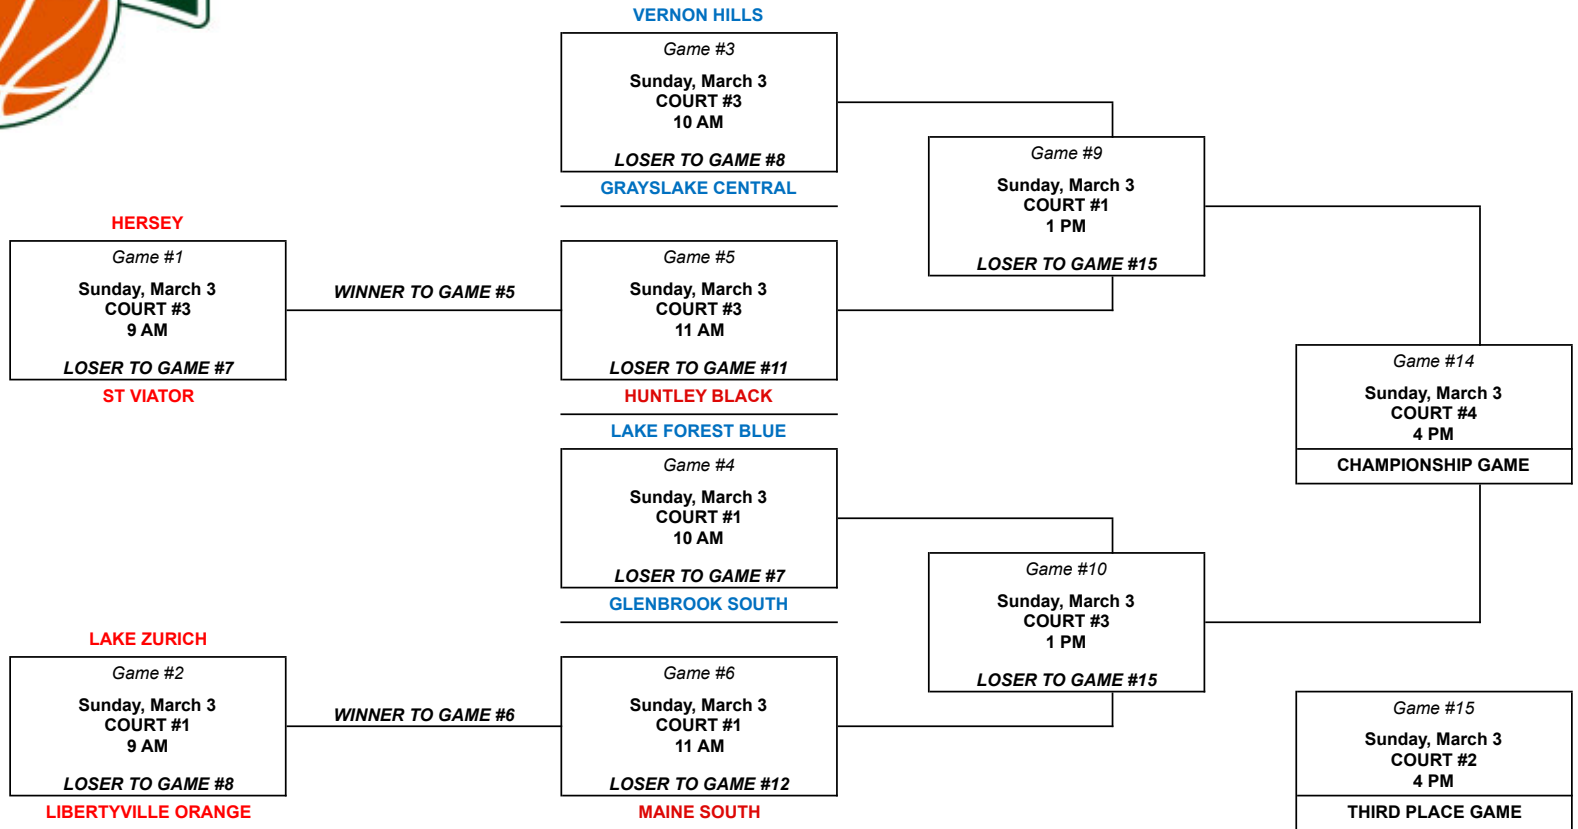 VERNON HILLS
Game #3
Sunday, March 3
COURT #3
10 AM
LOSER TO GAME #8
GRAYSLAKE CENTRAL
HERSEY
Game #1
Sunday, March 3
COURT #3
9 AM
LOSER TO GAME #7
ST VIATOR
WINNER TO GAME #5
Game #5
Sunday, March 3
COURT #3
11 AM
LOSER TO GAME #11
HUNTLEY BLACK
Game #9
Sunday, March 3
COURT #1
1 PM
LOSER TO GAME #15
LAKE FOREST BLUE
Game #4
Sunday, March 3
COURT #1
10 AM
LOSER TO GAME #7
GLENBROOK SOUTH
LAKE ZURICH
Game #2
Sunday, March 3
COURT #1
9 AM
LOSER TO GAME #8
LIBERTYVILLE ORANGE
WINNER TO GAME #6
Game #6
Sunday, March 3
COURT #1
11 AM
LOSER TO GAME #12
MAINE SOUTH
Game #10
Sunday, March 3
COURT #3
1 PM
LOSER TO GAME #15
Game #14
Sunday, March 3
COURT #4
4 PM
CHAMPIONSHIP GAME
Game #15
Sunday, March 3
COURT #2
4 PM
THIRD PLACE GAME